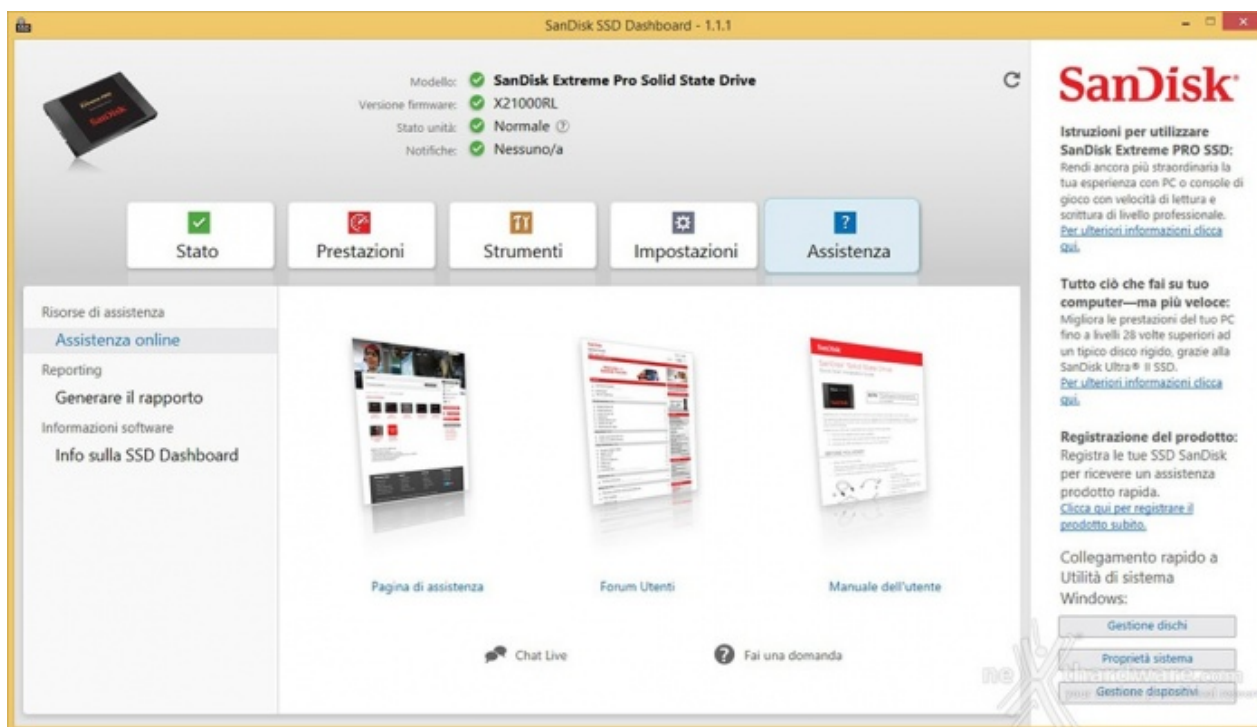 SanDisk SSD Dashboard - 1.1.1
Modello: SanDisk Extreme Pro Solid State Drive
Versione firmware: X21000RL
Stato unità: Normale ?
Notifiche: Nessuno/a
Stato
Prestazioni
Strumenti
Impostazioni
? Assistenza
Risorse di assistenza
Assistenza online
Reporting
Generare il rapporto
Informazioni software
Info sulla SSD Dashboard
Pagina di assistenza
Forum Utenti
Manuale dell'utente
Chat Live
Fai una domanda
SanDisk
Istruzioni per utilizzare
SanDisk Extreme PRO SSD:
Rendi ancora più straordinaria la
tua esperienza con PC o console di
gioco con velocità di lettura e
scrittura di livello professionale.
Per ulteriori informazioni clicca
qui.
Tutto ciò che fai su tuo
computer—ma più veloce:
Migliora le prestazioni del tuo PC
fino a livelli 28 volte superiori ad
un tipico disco rigido, grazie alla
SanDisk Ultra® II SSD.
Per ulteriori informazioni clicca
qui.
Registrazione del prodotto:
Registra le tue SSD SanDisk
per ricevere un assistenza
prodotto rapida.
Clicca qui per registrare il
prodotto subito.
Collegamento rapido a
Utilità di sistema
Windows:
Gestione dischi
Proprietà sistema
Gestione dispositivi